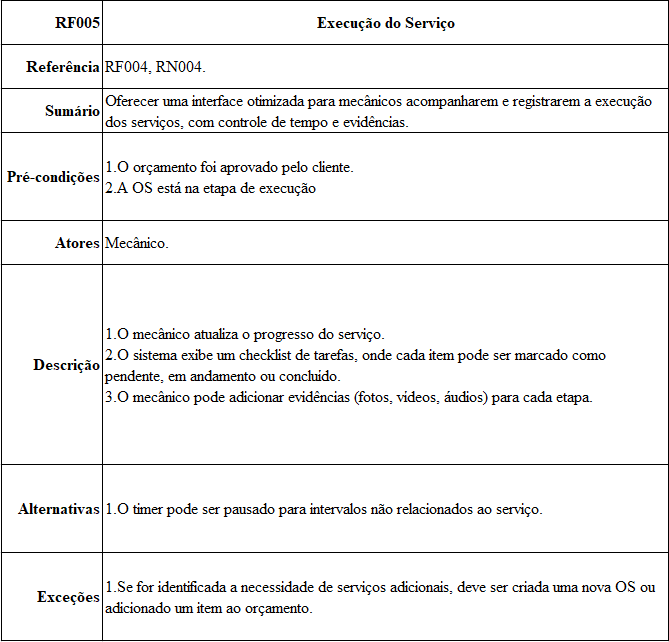 RF005 Execução do Serviço
Referência RF004, RN004.
Sumário Oferecer uma interface otimizada para mecânicos acompanharem e registrarem a execução
dos serviços, com controle de tempo e evidências.
Pré-condições 1.O orçamento foi aprovado pelo cliente.
2.A OS está na etapa de execução
Atores Mecânico.
Descrição 1.O mecânico atualiza o progresso do serviço.
2.O sistema exibe um checklist de tarefas, onde cada item pode ser marcado como
pendente, em andamento ou concluido.
3.O mecânico pode adicionar evidências (fotos, videos, áudios) para cada etapa.
Alternativas 1.O timer pode ser pausado para intervalos não relacionados ao serviço.
Exceções 1.Se for identificada a necessidade de serviços adicionais, deve ser criada uma nova OS ou
adicionado um item ao orçamento.